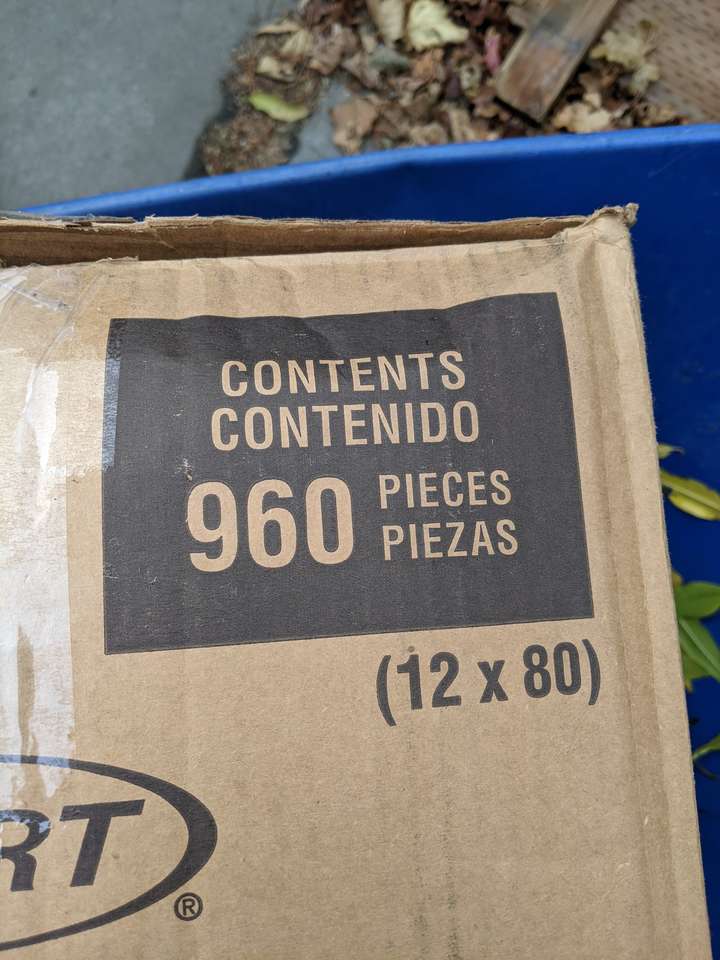 CONTENTS
CONTENIDO
960 PIECES
PIEZAS
(12 x 80)
RT
®